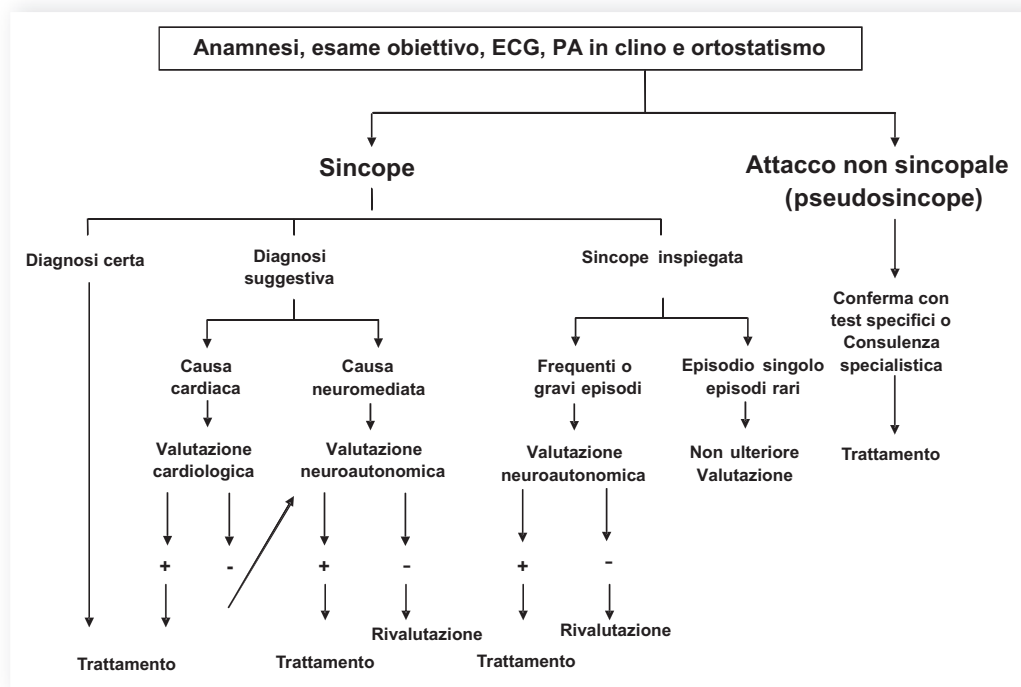 Anamnesi, esame obiettivo, ECG, PA in clino e ortostatismo
Sincope
Attacco non sincopale
(pseudosincope)
Diagnosi certa
Diagnosi
suggestiva
Sincope inspiegata
Conferma con
test specifici o
Consulenza
specialistica
Causa
cardiaca
Causa
neuromediata
Frequenti o
gravi episodi
Episodio singolo
episodi rari
Valutazione
cardiologica
Valutazione
neuroautonomica
Valutazione
neuroautonomica
Non ulteriore
Valutazione
Trattamento
+
-
+
–
+
–
Rivalutazione
Rivalutazione
Trattamento
Trattamento
Trattamento